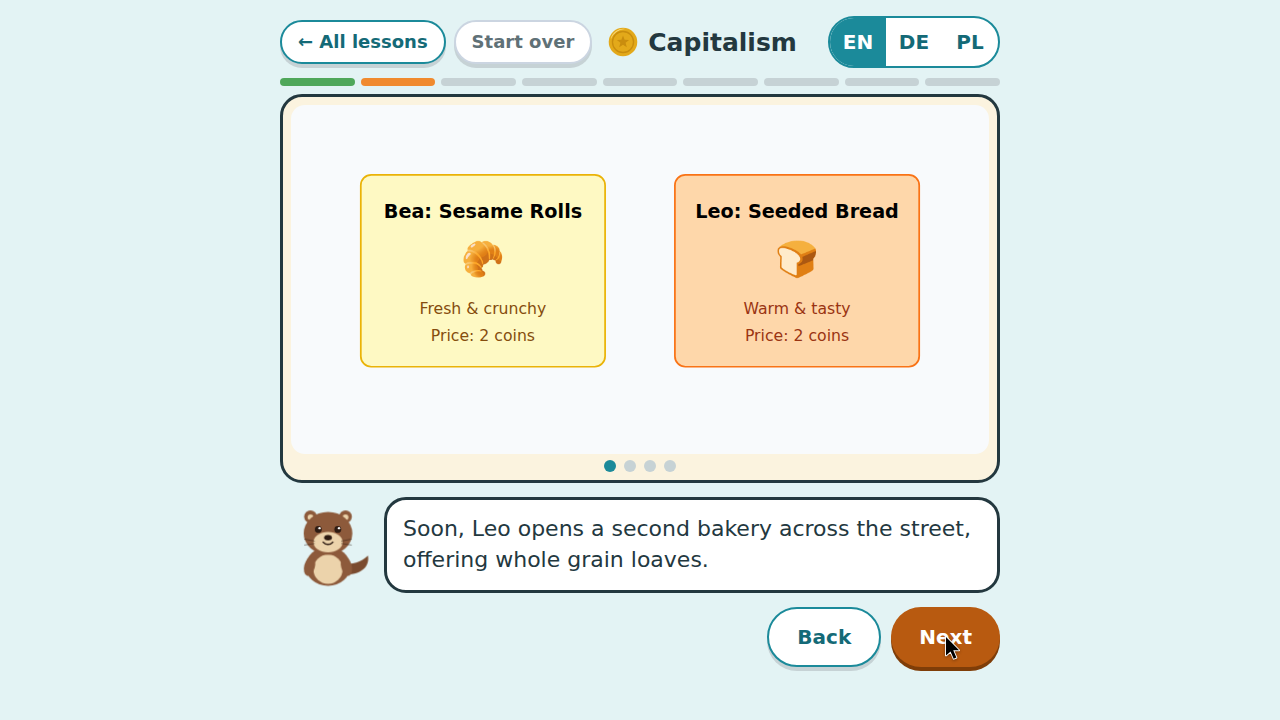 ← All lessons
Start over
Capitalism
EN
DE
PL
Bea: Sesame Rolls
Fresh & crunchy
Price: 2 coins
Leo: Seeded Bread
Warm & tasty
Price: 2 coins
Soon, Leo opens a second bakery across the street,
offering whole grain loaves.
Back
Next